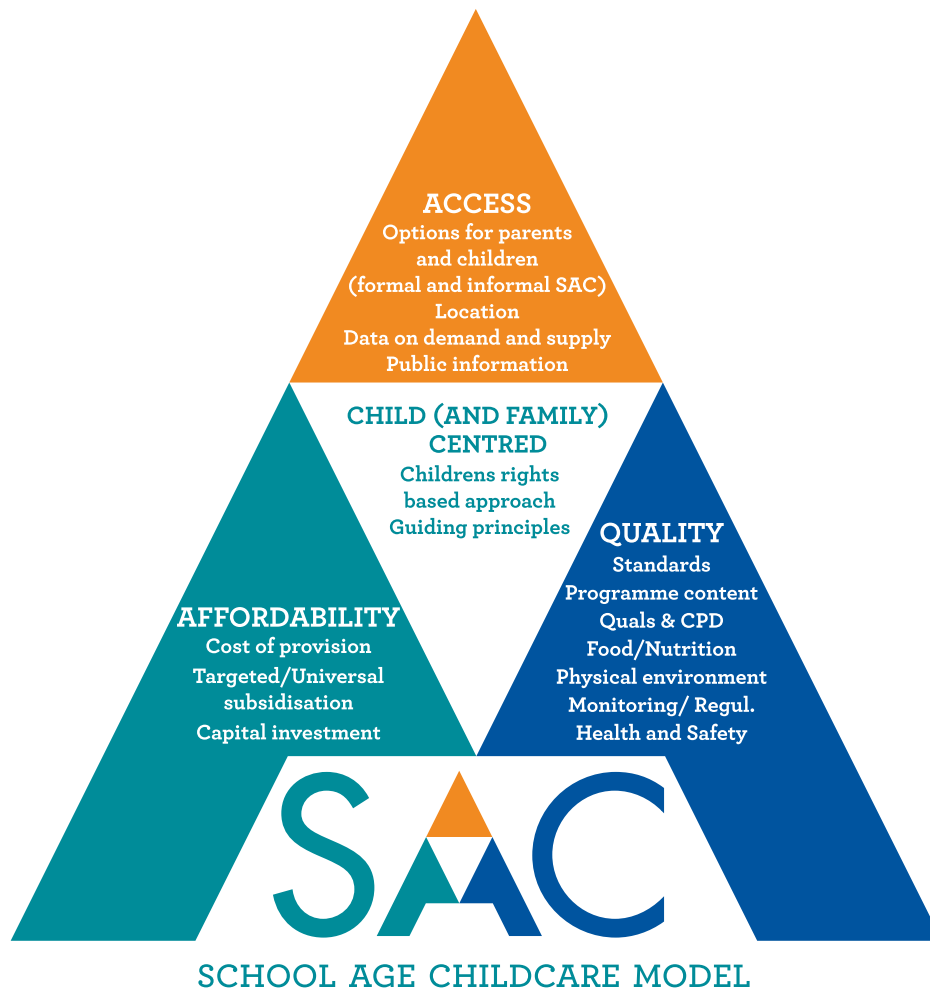 ACCESS
Options for parents
and children
(formal and informal SAC)
Location
Data on demand and supply
Public information
CHILD (AND FAMILY)
CENTRED
Childrens rights
based approach
Guiding principles
AFFORDABILITY
Cost of provision
Targeted/Universal
subsidisation
Capital investment
QUALITY
Standards
Programme content
Quals & CPD
Food/Nutrition
Physical environment
Monitoring/ Regul.
Health and Safety
SAC
SCHOOL AGE CHILDCARE MODEL